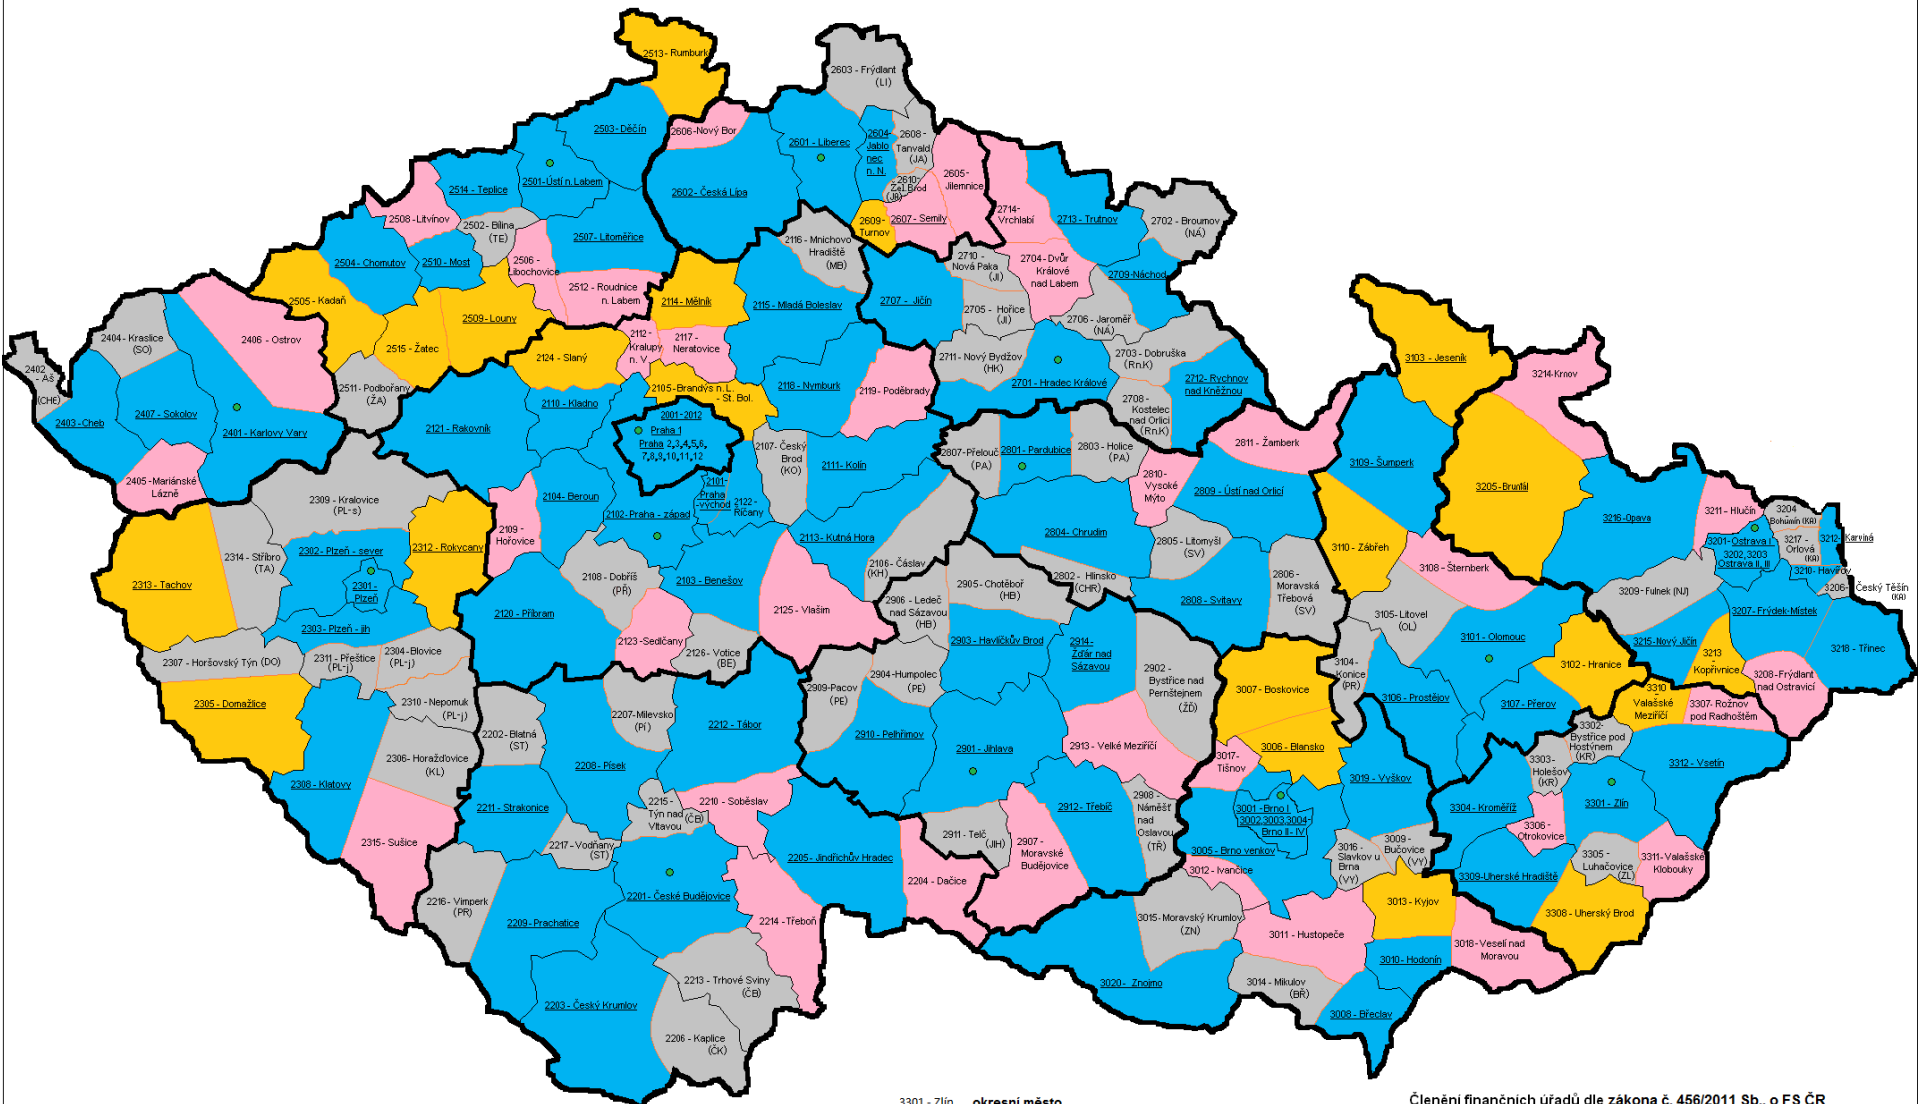 2513 - Rumburk
2603 - Frýdlant
(LI)
2503 - Děčín
2606 - Nový Bor
2601 - Liberec
2604-
Jablo
nec
n. N.
2608 -
Tanvald
(JA)
2514 - Teplice
2501- Ústí n. Labem
2602 - Česká Lípa
2610-
Žel.Brod
(JA)
2605 -
Jilemnice
2508 - Litvínov
2502 - Bílina
(TE)
2507 - Litoměřice
2609-
Turnov
2607 - Semily
2714-
Vrchlabí
2713 - Trutnov
2702 - Broumov
(NÁ)
2504 - Chomutov
2510 - Most
2506 -
Libochovice
2116 - Mnichovo
Hradiště
(MB)
2710 -
Nová Paka
(JI)
2704 - Dvůr
Králové
nad Labem
2709-Náchod
2505 - Kadaň
2512 - Roudnice
n. Labem
2114 - Mělník
2115 - Mladá Boleslav
2707 - Jičín
2705 - Hořice
(JI)
2706 - Jaroměř
(NÁ)
2509 - Louny
2515 - Žatec
2404 - Kraslice
(SO)
2406 - Ostrov
2124 - Slaný
2112 -
Kralupy
n. V.
2117 -
Neratovice
2711 - Nový Bydžov
(HK)
2703 - Dobruška
(Rn.K)
3103 - Jeseník
2402
- Aš
(CHE)
2511 - Podbořany
(ŽA)
2105 - Brandýs n. L.
- St. Bol.
2118 - Nymburk
2119 - Poděbrady
2701 - Hradec Králové
2712 - Rychnov
nad Kněžnou
3214-Krnov
2403 - Cheb
2407 - Sokolov
2401 - Karlovy Vary
2121 - Rakovník
2110 - Kladno
2001-2012
Praha 1
Praha 2,3,4,5,6,
7,8,9,10,11,12
2708 -
Kostelec
nad Orlicí
(Rn.K)
2107 - Český
Brod
(KO)
2111 - Kolín
2807-Přelouč
(PA)
2801 - Pardubice
2803 - Holice
(PA)
2811 - Žamberk
3109 - Šumperk
2405 - Mariánské
Lázně
2309 - Kralovice
(PL-s)
2104 - Beroun
2101-
Praha
-východ
2122 -
Říčany
2810 -
Vysoké
Mýto
2809 - Ústí nad Orlicí
3205-Bruntál
2102- Praha - západ
2109 -
Hořovice
2113 - Kutná Hora
2804 - Chrudim
2805 - Litomyšl
(SV)
3110 - Zábřeh
3216-Opava
3211 - Hlučín
3204
Bohumín (KA)
3212-
Karviná
3201- Ostrava I
3202,3203
Ostrava II, III
3217 -
Orlová
(KA)
3210- Havířov
2314 - Stříbro
(TA)
2302 - Plzeň - sever
2312 - Rokycany
2301 -
Plzeň
2313 - Tachov
2108 - Dobříš
(PŘ)
2103 - Benešov
2106 - Čáslav
(KH)
2905 - Chotěboř
(HB)
2802 - Hlinsko
(CHR)
2806 -
Moravská
Třebová
(SV)
3108 - Šternberk
3209 - Fulnek (NJ)
3206-
Český Těšín
(KA)
2906 - Ledeč
nad Sázavou
(HB)
2808 - Svitavy
3105 - Litovel
(OL)
3207- Frýdek-Místek
2120 - Příbram
2125 - Vlašim
2303 - Plzeň - jih
2123 -Sedlčany
2903 - Havlíčkův Brod
2914 -
Žďár nad
Sázavou
3101 - Olomouc
3215-Nový Jičín
3218 - Třinec
2307 - Horšovský Týn (DO)
2311 - Přeštice
(PL-j)
2304 - Blovice
(PL-j)
2126 - Votice
(BE)
2909-Pacov
(PE)
2904 - Humpolec
(PE)
2902 -
Bystřice nad
Pernštejnem
(ŽĎ)
3104 -
Konice
(PR)
3102 - Hranice
3213
-
Kopřivnice
3208 - Frýdlant
nad Ostravicí
2305 - Domažlice
2310 - Nepomuk
(PL-j)
2207 - Milevsko
(PÍ)
2212 - Tábor
3007 - Boskovice
3106 - Prostějov
3107 - Přerov
3310
-
Valašské
Meziříčí
3307- Rožnov
pod Radhoštěm
2202 - Blatná
(ST)
2910 - Pelhřimov
2901 - Jihlava
2913 - Velké Meziříčí
3006 - Blansko
3302-
Bystřice pod
Hostýnem
(KR)
2306 - Horažďovice
(KL)
2208 - Písek
3017 -
Tišnov
3019 - Vyškov
3303 -
Holešov
(KR)
3312 - Vsetín
2308 - Klatovy
2211 - Strakonice
2215 -
Týn nad
Vltavou
(ČB)
2210 - Soběslav
2912 - Třebíč
2908 -
Náměšť
nad
Oslavou
(TŘ)
3001 - Brno I
3002,3003,3004-
Brno II - IV
3304 - Kroměříž
3301 - Zlín
2315 - Sušice
2217 - Vodňany
(ST)
2205 - Jindřichův Hradec
2911 - Telč
(JIH)
2907 -
Moravské
Budějovice
3005 - Brno venkov
3016 -
Slavkov u
Brna
(VY)
3009 -
Bučovice
(VY)
3306 -
Otrokovice
3305 -
Luhačovice
(ZL)
3311 - Valašské
Klobouky
3012 - Ivančice
2204 - Dačice
3309-Uherské Hradiště
2216 - Vimperk
(PR)
2201 - České Budějovice
2209 - Prachatice
2214 - Třeboň
3015- Moravský Krumlov
(ZN)
3013 - Kyjov
3308 - Uherský Brod
3011 - Hustopeče
3018 - Veselí nad
Moravou
3010 - Hodonín
2213 - Trhové Sviny
(ČB)
3020 - Znojmo
3014 - Mikulov
(BŘ)
2203 - Český Krumlov
3008 - Břeclav
2206 - Kaplice
(ČK)
3301 - Zlín okresní město
Členění finančních úřadů dle zákona č. 456/2011 Sb., o FS ČR